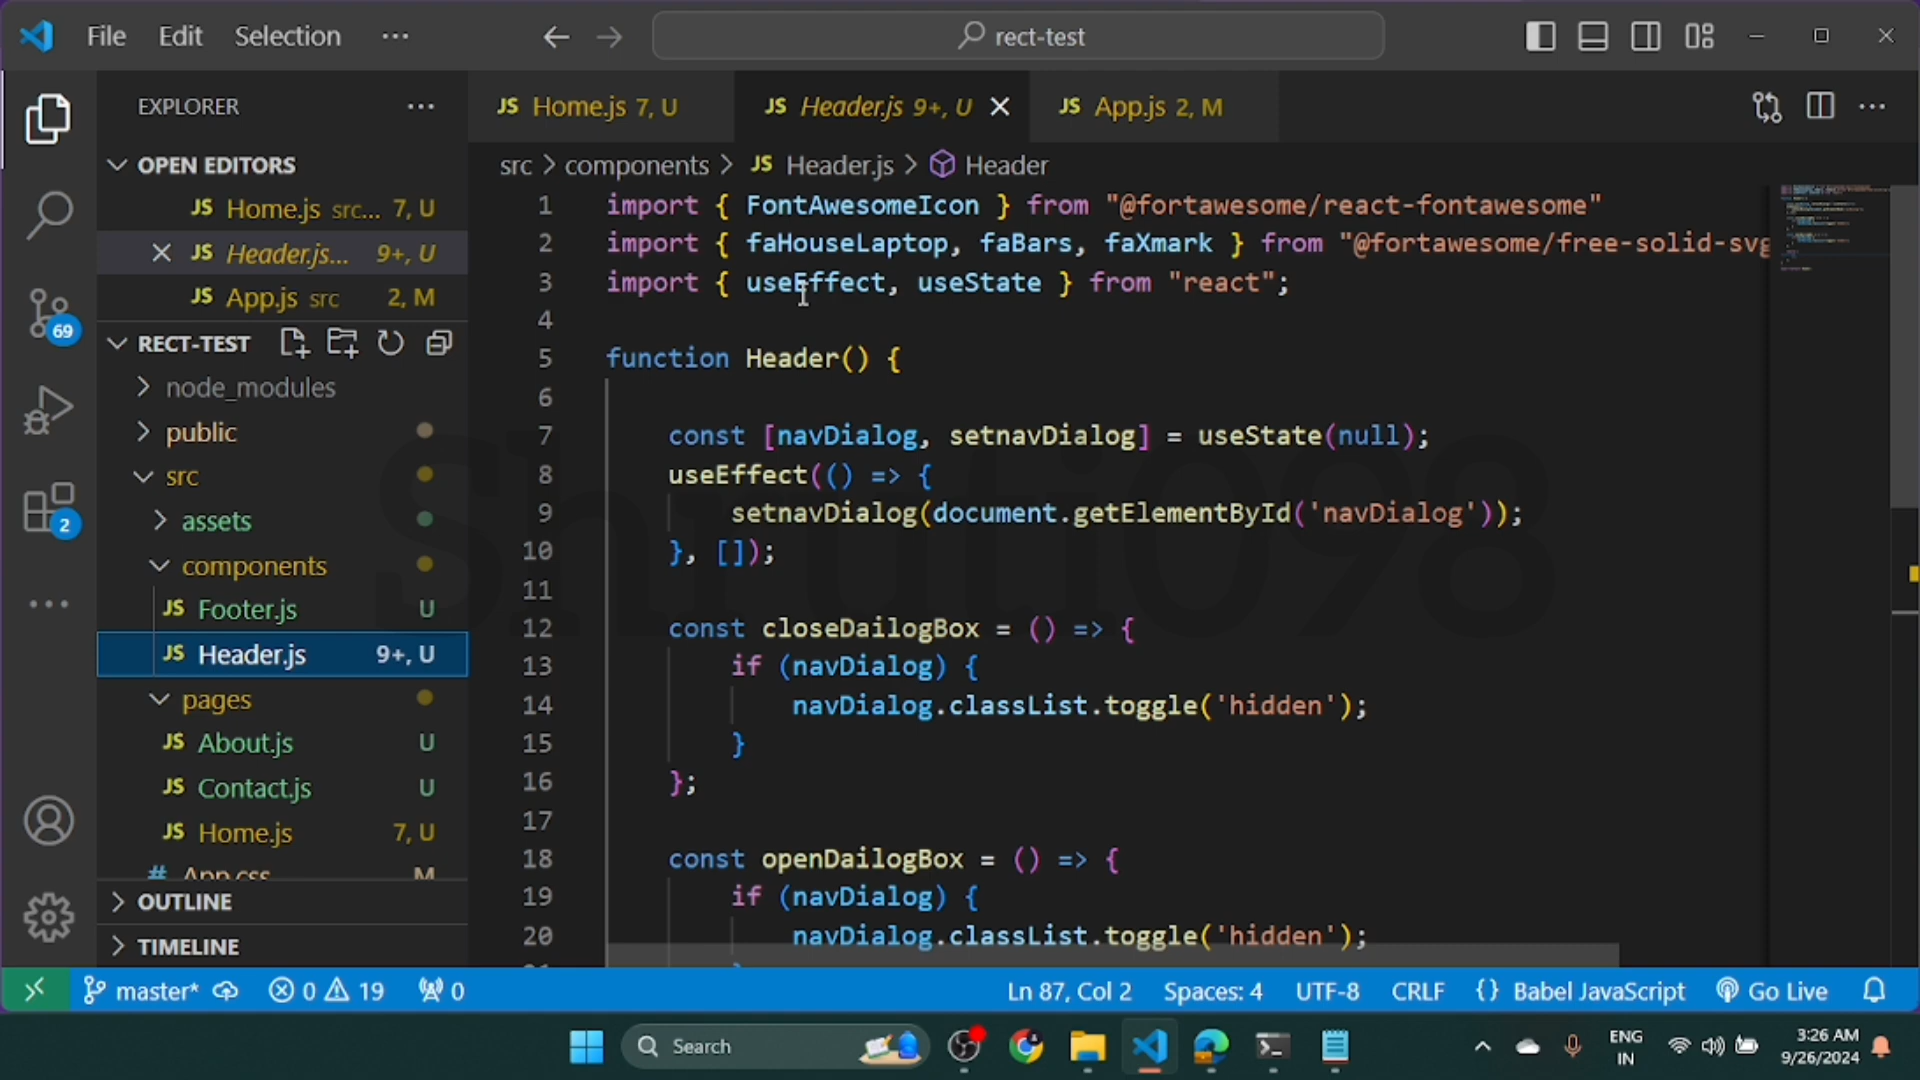 File Edit Selection ··· rect-test
EXPLORER ···
OPEN EDITORS
JS Home.js src... 7, U
JS Header.js... 9+, U
JS App.js src 2, M
RECT-TEST
node_modules
public
src
assets
components
JS Footer.js U
JS Header.js 9+, U
pages
JS About.js U
JS Contact.js U
JS Home.js 7, U
# App.css M
OUTLINE
TIMELINE
69
2
JS Home.js 7, U JS Header.js 9+, U JS App.js 2, M
src > components > JS Header.js > Header
1 import { FontAwesomeIcon } from "@fortawesome/react-fontawesome"
2 import { faHouseLaptop, faBars, faXmark } from "@fortawesome/free-solid-svg
3 import { useEffect, useState } from "react";
4
5 function Header() {
6
7 const [navDialog, setnavDialog] = useState(null);
8 useEffect(() => {
9 setnavDialog(document.getElementById('navDialog'));
10 }, []);
11
12 const closeDailogBox = () => {
13 if (navDialog) {
14 navDialog.classList.toggle('hidden');
15 }
16 };
17
18 const openDailogBox = () => {
19 if (navDialog) {
20 navDialog.classList.toggle('hidden');
Shruti098
master* 0 19 0 Ln 87, Col 2 Spaces: 4 UTF-8 CRLF {} Babel JavaScript Go Live
Search ENG IN 3:26 AM 9/26/2024